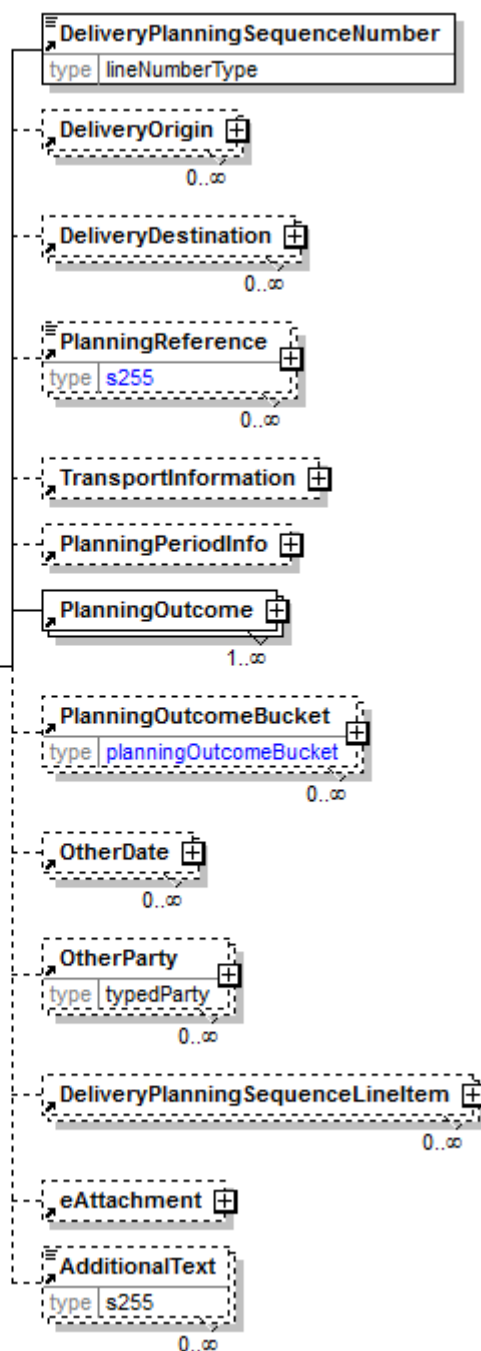 DeliveryPlanningSequenceNumber
type lineNumberType
DeliveryOrigin
0..∞
DeliveryDestination
0..∞
PlanningReference
type s255
0..∞
TransportInformation
PlanningPeriodInfo
PlanningOutcome
1..∞
PlanningOutcomeBucket
type planningOutcomeBucket
0..∞
OtherDate
0..∞
OtherParty
type typedParty
0..∞
DeliveryPlanningSequenceLineItem
0..∞
eAttachment
AdditionalText
type s255
0..∞